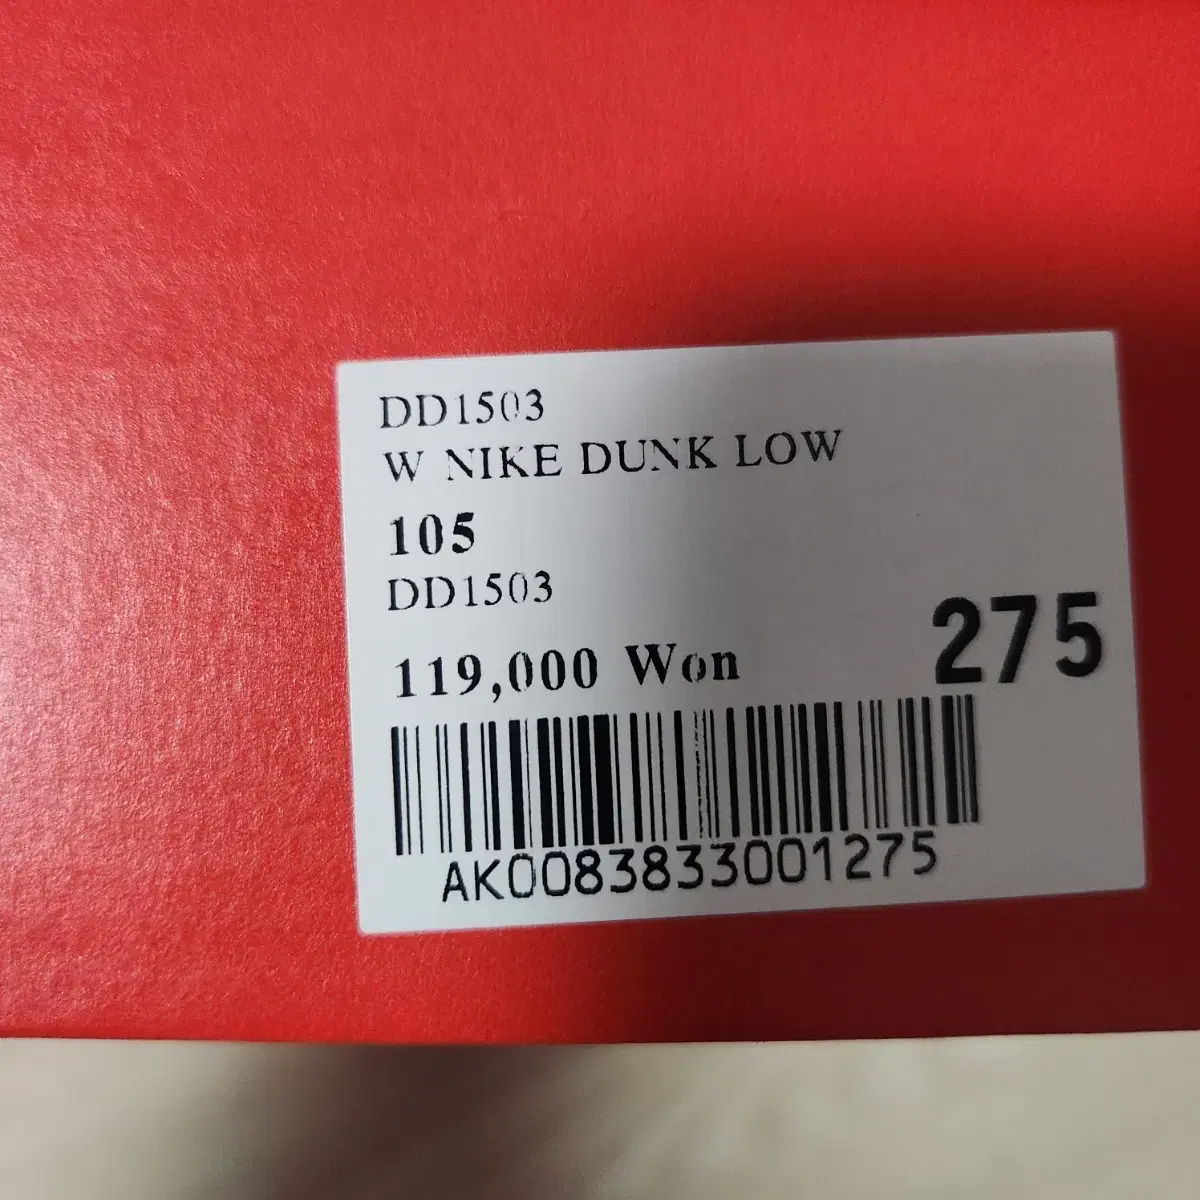 DD1503
W NIKE DUNK LOW
105
DD1503
119,000 Won
275
AK0083833001275